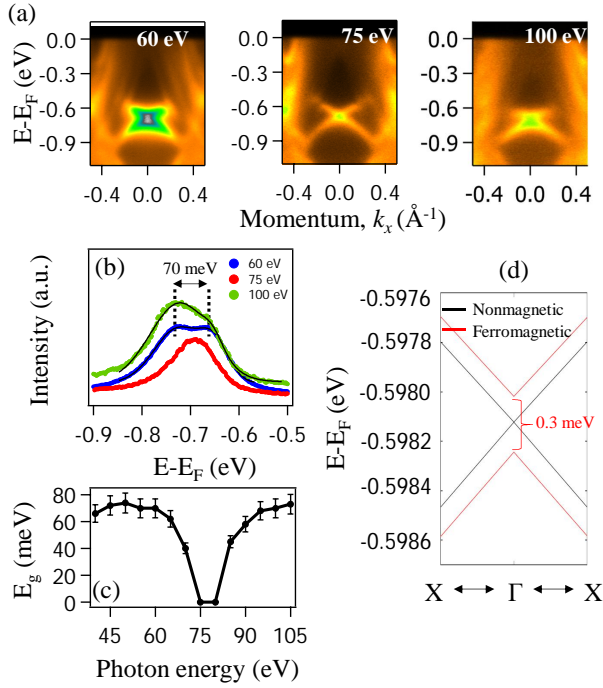 (a)
60 eV
75 eV
100 eV
E-E_F (eV)
0.0
-0.3
-0.6
-0.9
0.0
-0.3
-0.6
-0.9
0.0
-0.3
-0.6
-0.9
-0.4 0.0 0.4
-0.4 0.0 0.4
-0.4 0.0 0.4
Momentum, k_x (Å⁻¹)
(b)
70 meV
60 eV
75 eV
100 eV
Intensity (a.u.)
-0.9 -0.8 -0.7 -0.6 -0.5
E-E_F (eV)
(c)
E_g (meV)
80
60
40
20
0
45 60 75 90 105
Photon energy (eV)
(d)
Nonmagnetic
Ferromagnetic
0.3 meV
E-E_F (eV)
-0.5976
-0.5978
-0.5980
-0.5982
-0.5984
-0.5986
X ↔ Γ ↔ X